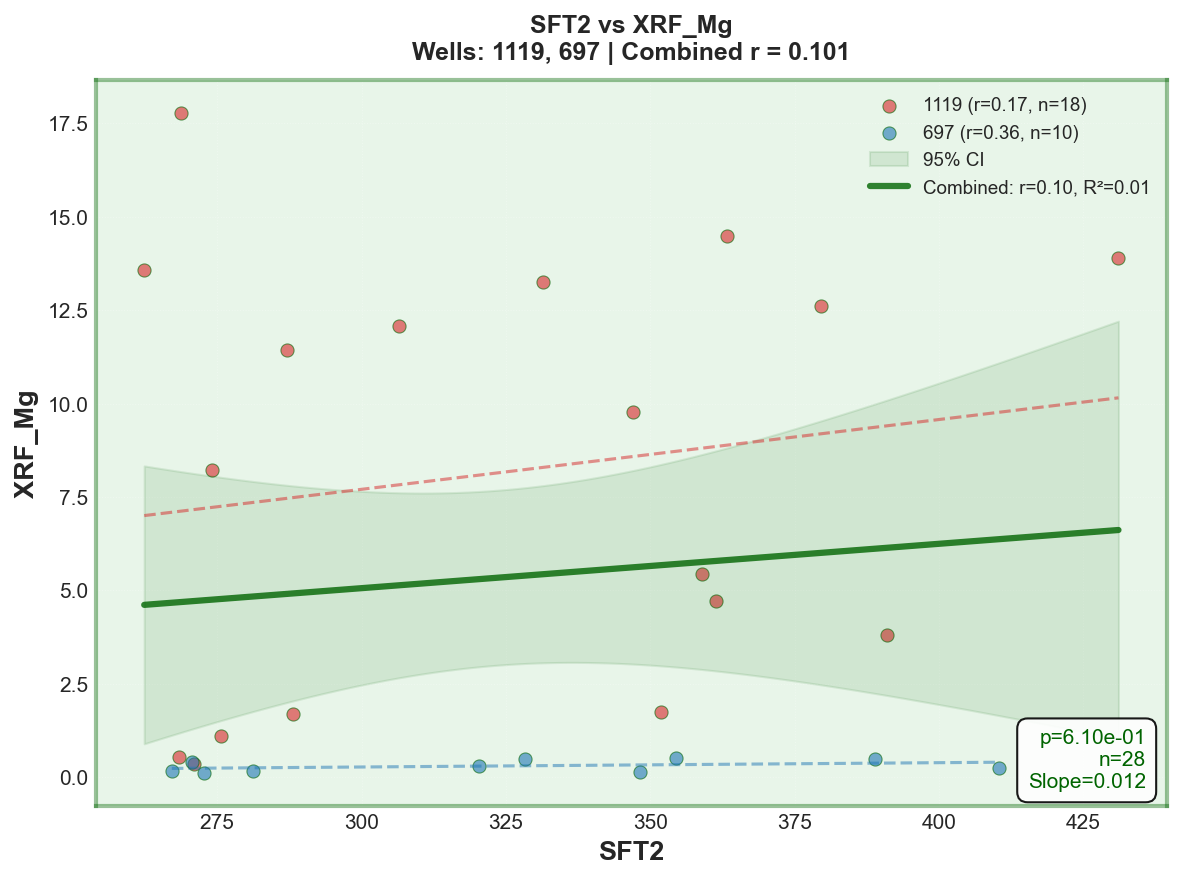 SFT2 vs XRF_Mg
Wells: 1119, 697 | Combined r = 0.101
1119 (r=0.17, n=18)
697 (r=0.36, n=10)
95% CI
Combined: r=0.10, R²=0.01
17.5
15.0
12.5
10.0
7.5
5.0
2.5
0.0
XRF_Mg
p=6.10e-01
n=28
Slope=0.012
275
300
325
350
375
400
425
SFT2